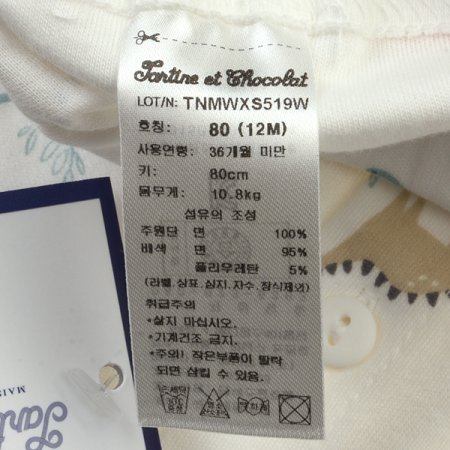 Tartine et Chocolat
LOT/N: TNMWXS519W
호칭: 80 (12M)
사용연령: 36개월 미만
키: 80cm
몸무게: 10.8kg
섬유의 조성
주원단 면 100%
배색 면 95%
폴리우레탄 5%
(라벨, 상표, 심지, 자수, 장식제외)
취급주의
*삶지 마십시오.
*기계건조 금지.
*주의! 작은부품이 탈락
되면 삼킬 수 있음.